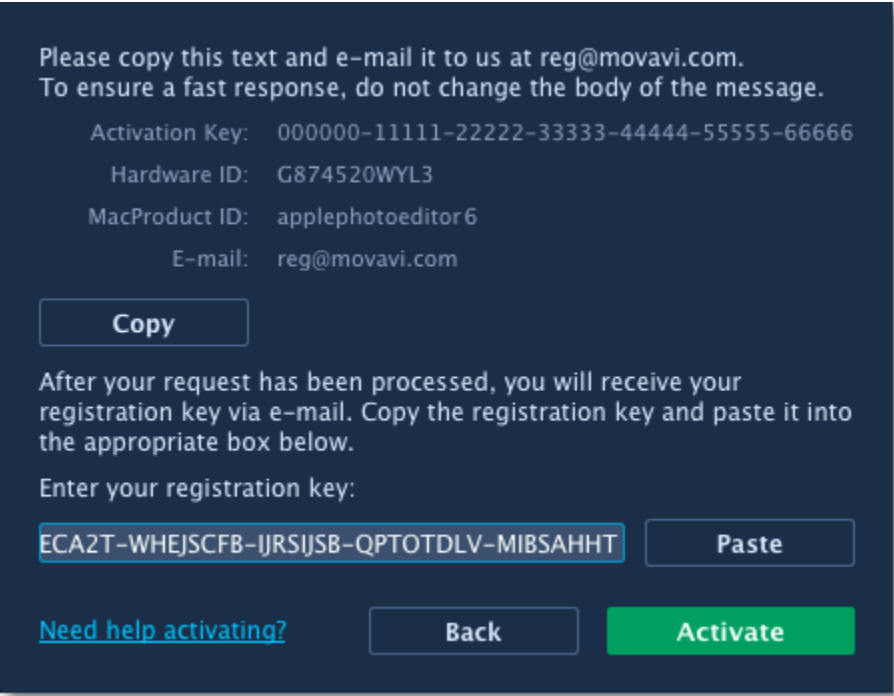 Please copy this text and e-mail it to us at reg@movavi.com.
To ensure a fast response, do not change the body of the message.
Activation Key: 000000-11111-22222-33333-44444-55555-66666
Hardware ID: G874520WYL3
MacProduct ID: applephotoeditor6
E-mail: reg@movavi.com
Copy
After your request has been processed, you will receive your
registration key via e-mail. Copy the registration key and paste it into
the appropriate box below.
Enter your registration key:
ECA2T-WHEJSCFB-IJRSIJSB-QPTOTDLV-MIBSAHHT Paste
Need help activating? Back Activate